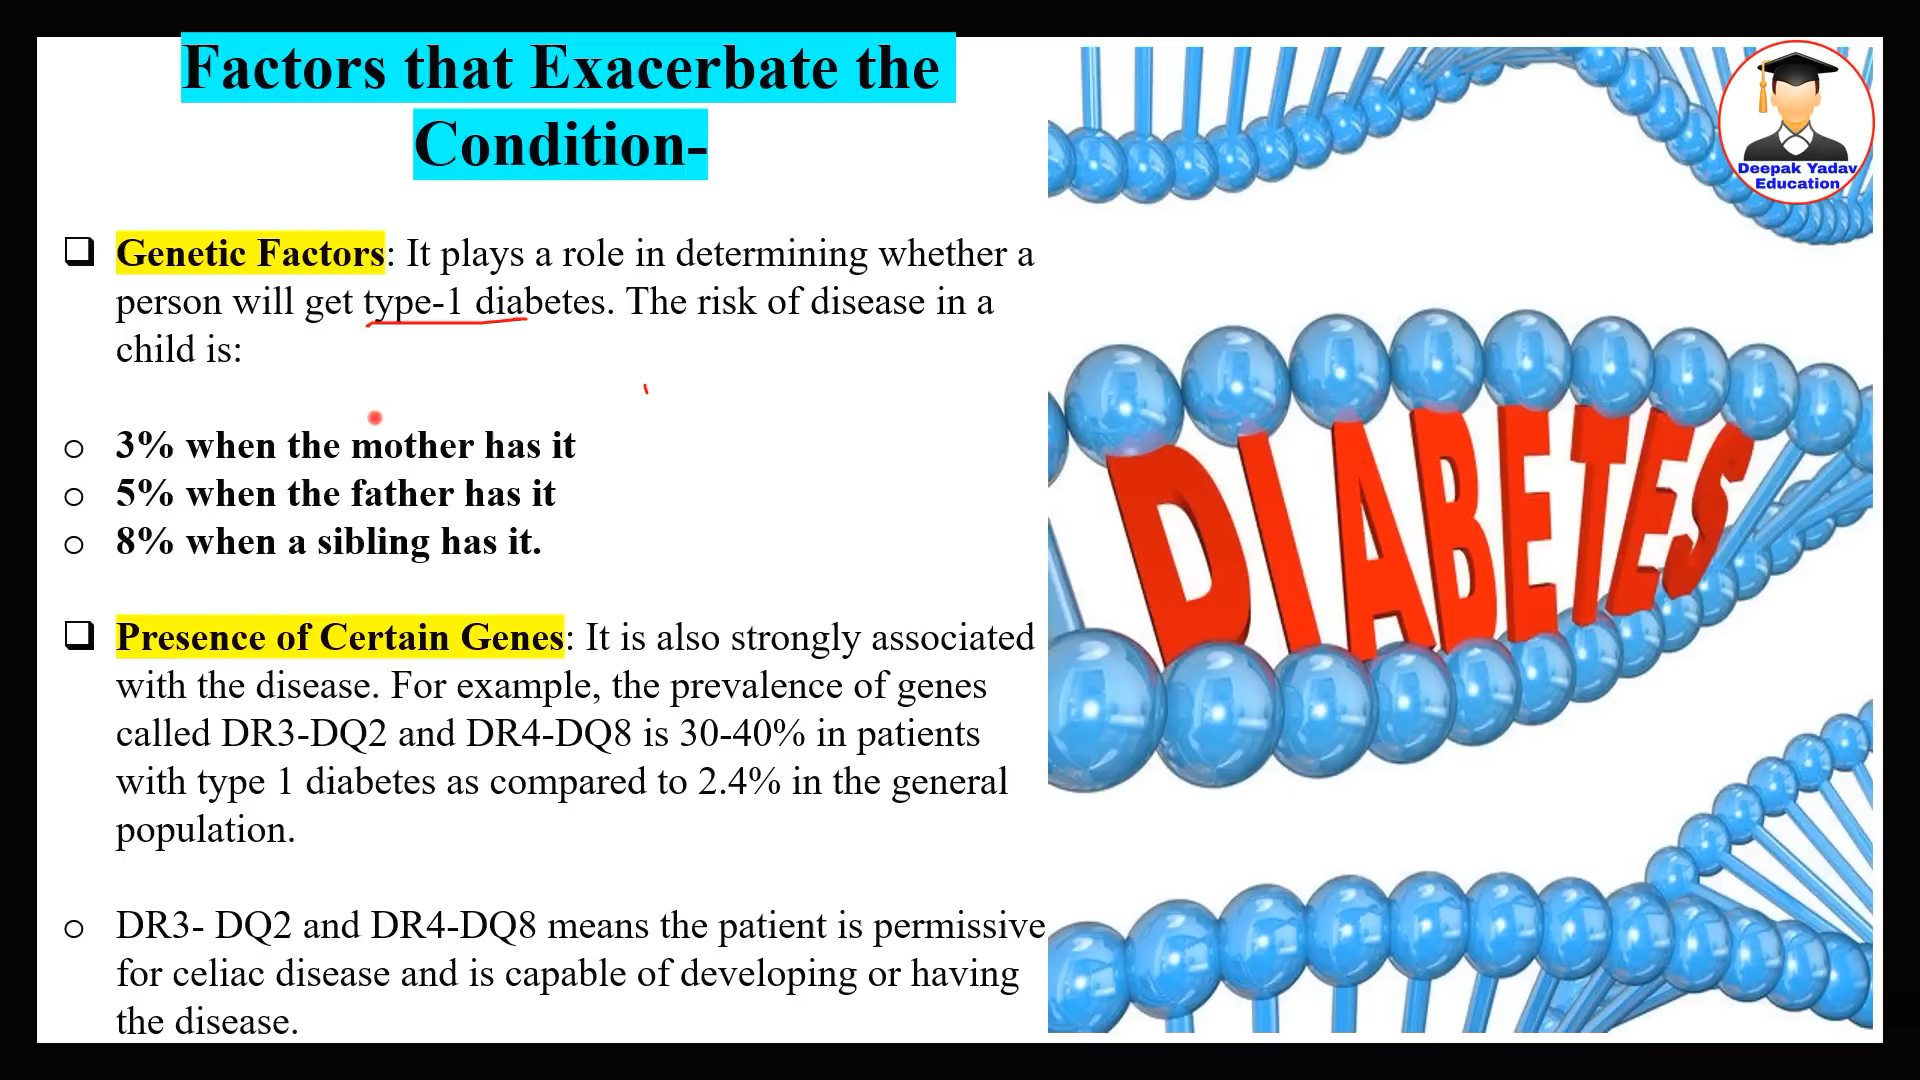 Factors that Exacerbate the
Condition-
Genetic Factors: It plays a role in determining whether a
person will get type-1 diabetes. The risk of disease in a
child is:
3% when the mother has it
5% when the father has it
8% when a sibling has it.
Presence of Certain Genes: It is also strongly associated
with the disease. For example, the prevalence of genes
called DR3-DQ2 and DR4-DQ8 is 30-40% in patients
with type 1 diabetes as compared to 2.4% in the general
population.
DR3- DQ2 and DR4-DQ8 means the patient is permissive
for celiac disease and is capable of developing or having
the disease.
Deepak Yadav
Education
DIABETES